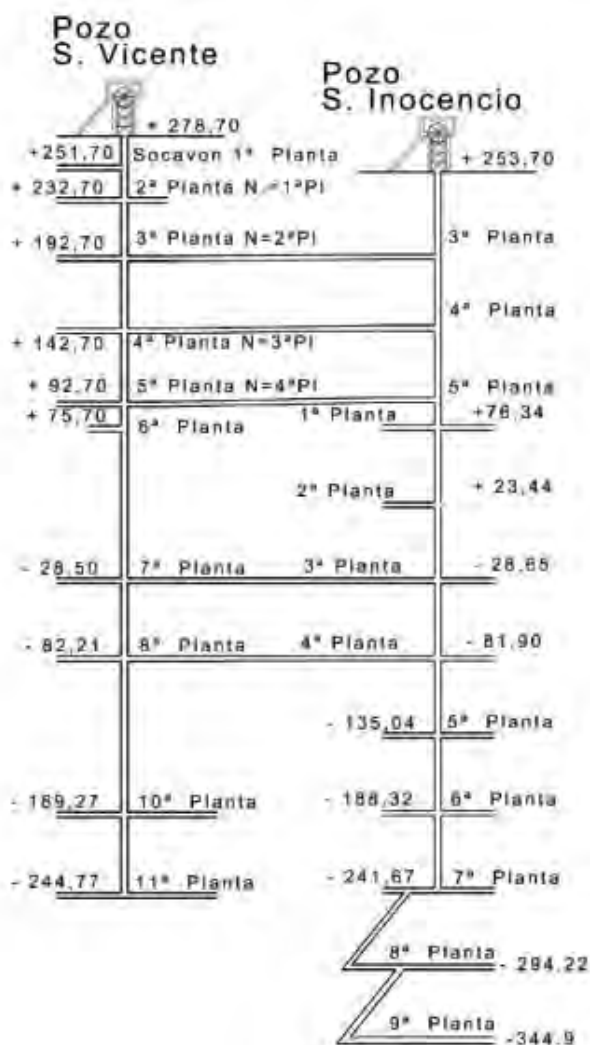 Pozo
S. Vicente
Pozo
S. Inocencio
+ 278,70
+ 253,70
+251,70 Socavon 1ª Planta
+ 232,70 2ª Planta N =1ªPl
+ 192,70 3ª Planta N=2ªPl 3ª Planta
4ª Planta
+ 142,70 4ª Planta N=3ªPl
+ 92,70 5ª Planta N=4ªPl 5ª Planta
+ 75,70 6ª Planta 1ª Planta +76,34
2ª Planta + 23,44
- 28,50 7ª Planta 3ª Planta - 28,65
- 82,21 8ª Planta 4ª Planta - 81,90
- 135,04 5ª Planta
- 189,27 10ª Planta - 188,32 6ª Planta
- 244,77 11ª Planta - 241,67 7ª Planta
8ª Planta - 294,22
9ª Planta -344,9